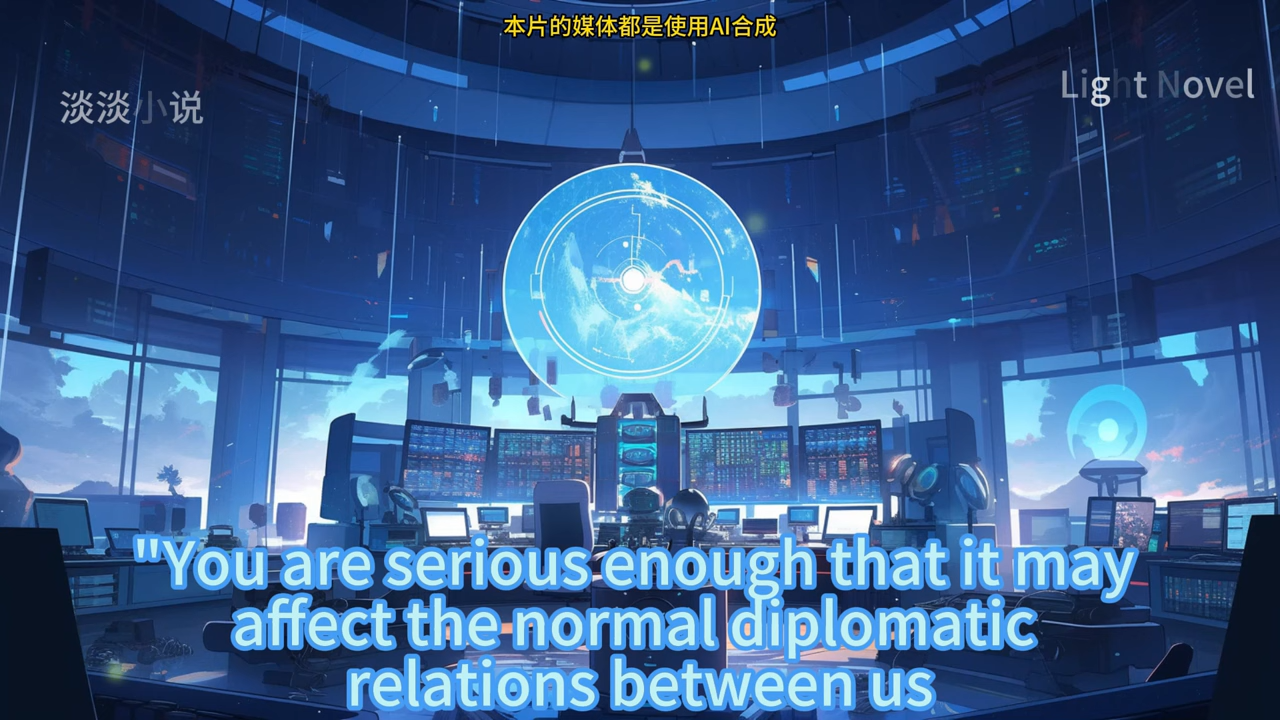 本片的媒体都是使用AI合成
淡淡小说
Light Novel
"You are serious enough that it may
affect the normal diplomatic
relations between us